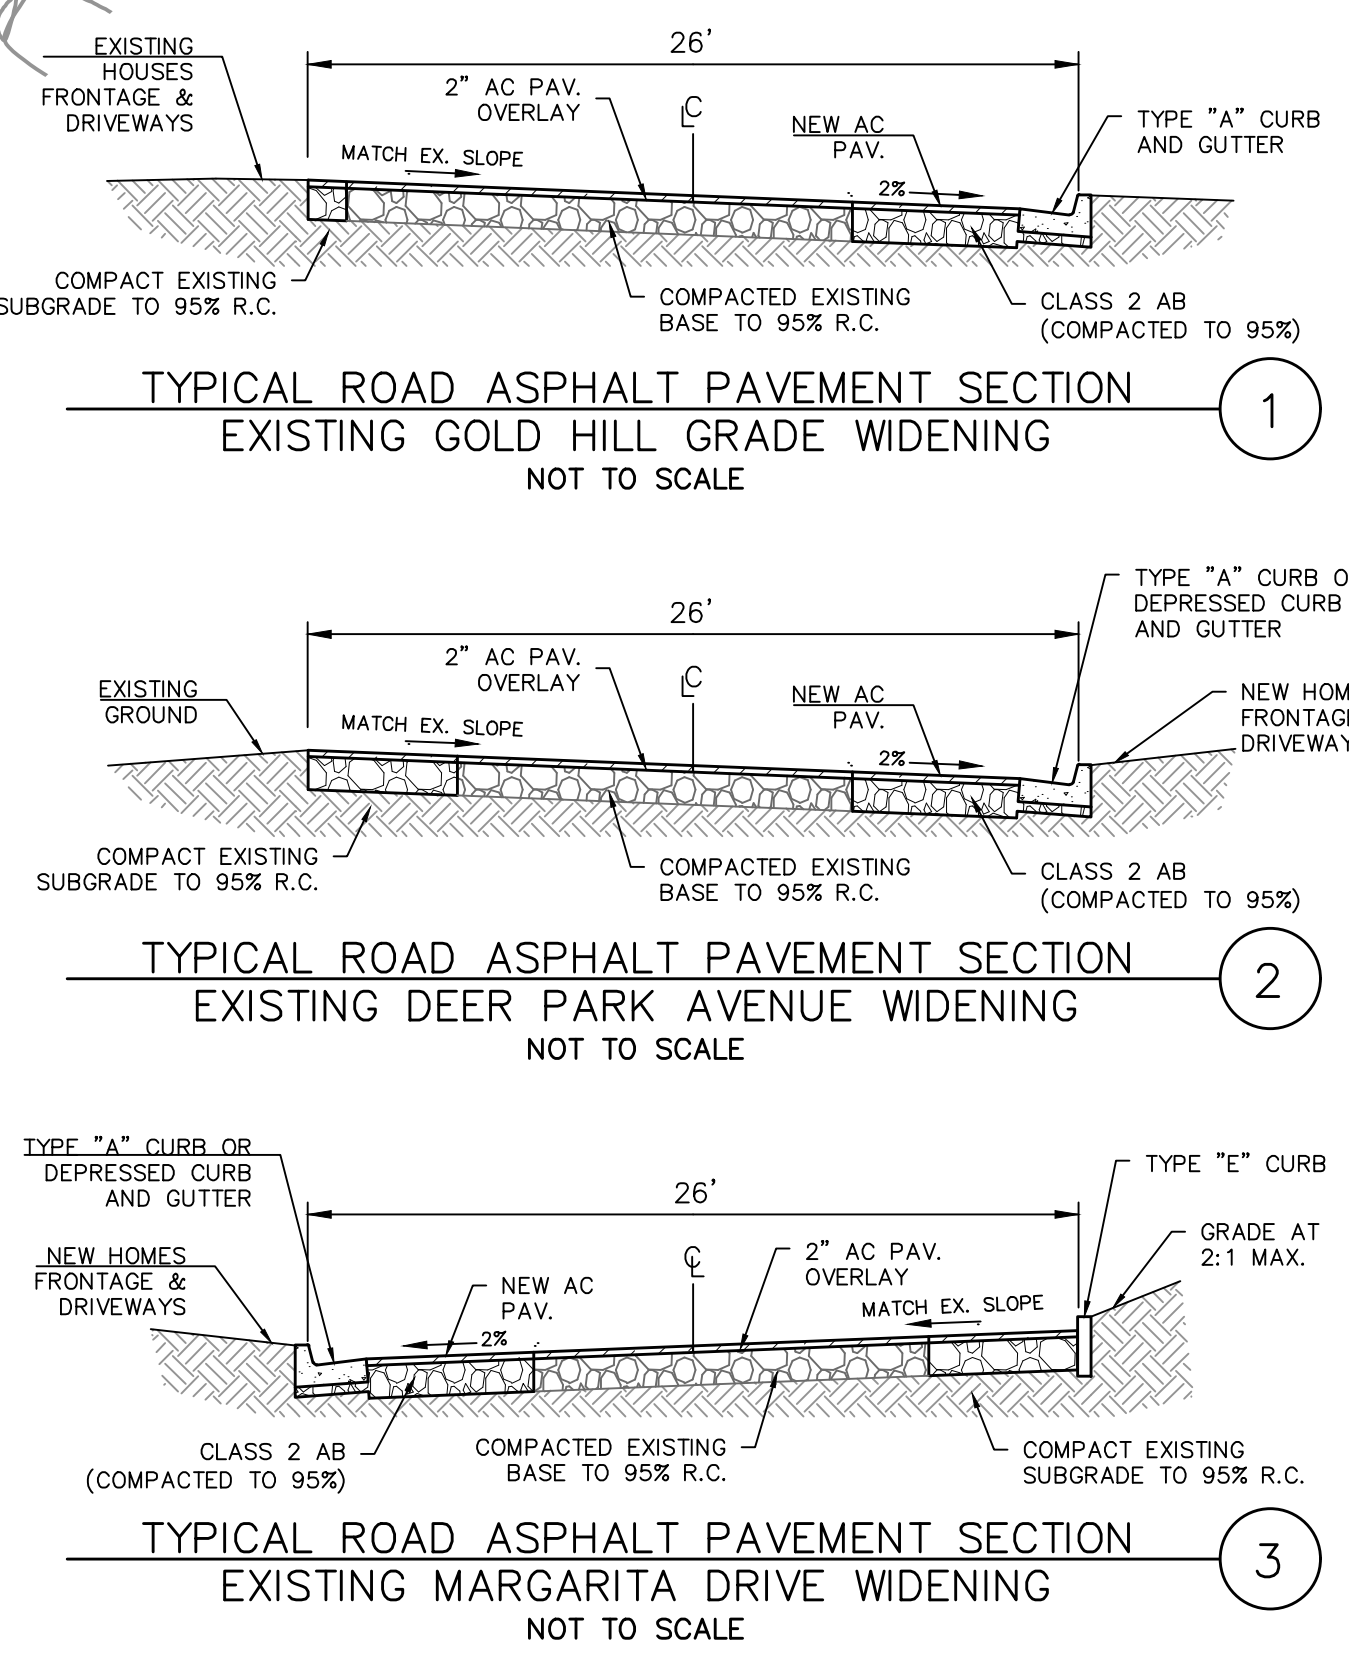 26'
EXISTING
HOUSES
FRONTAGE &
DRIVEWAYS
2" AC PAV.
OVERLAY
CL
NEW AC
PAV.
TYPE "A" CURB
AND GUTTER
MATCH EX. SLOPE
2%
COMPACT EXISTING
SUBGRADE TO 95% R.C.
COMPACTED EXISTING
BASE TO 95% R.C.
CLASS 2 AB
(COMPACTED TO 95%)
TYPICAL ROAD ASPHALT PAVEMENT SECTION
EXISTING GOLD HILL GRADE WIDENING
NOT TO SCALE
1
26'
TYPE "A" CURB O
DEPRESSED CURB
AND GUTTER
2" AC PAV.
OVERLAY
CL
NEW AC
PAV.
EXISTING
GROUND
NEW HOM
FRONTAGE
DRIVEWAY
MATCH EX. SLOPE
2%
COMPACT EXISTING
SUBGRADE TO 95% R.C.
COMPACTED EXISTING
BASE TO 95% R.C.
CLASS 2 AB
(COMPACTED TO 95%)
TYPICAL ROAD ASPHALT PAVEMENT SECTION
EXISTING DEER PARK AVENUE WIDENING
NOT TO SCALE
2
TYPE "A" CURB OR
DEPRESSED CURB
AND GUTTER
26'
TYPE "E" CURB
NEW HOMES
FRONTAGE &
DRIVEWAYS
NEW AC
PAV.
CL
2" AC PAV.
OVERLAY
GRADE AT
2:1 MAX.
2%
MATCH EX. SLOPE
CLASS 2 AB
(COMPACTED TO 95%)
COMPACTED EXISTING
BASE TO 95% R.C.
COMPACT EXISTING
SUBGRADE TO 95% R.C.
TYPICAL ROAD ASPHALT PAVEMENT SECTION
EXISTING MARGARITA DRIVE WIDENING
NOT TO SCALE
3